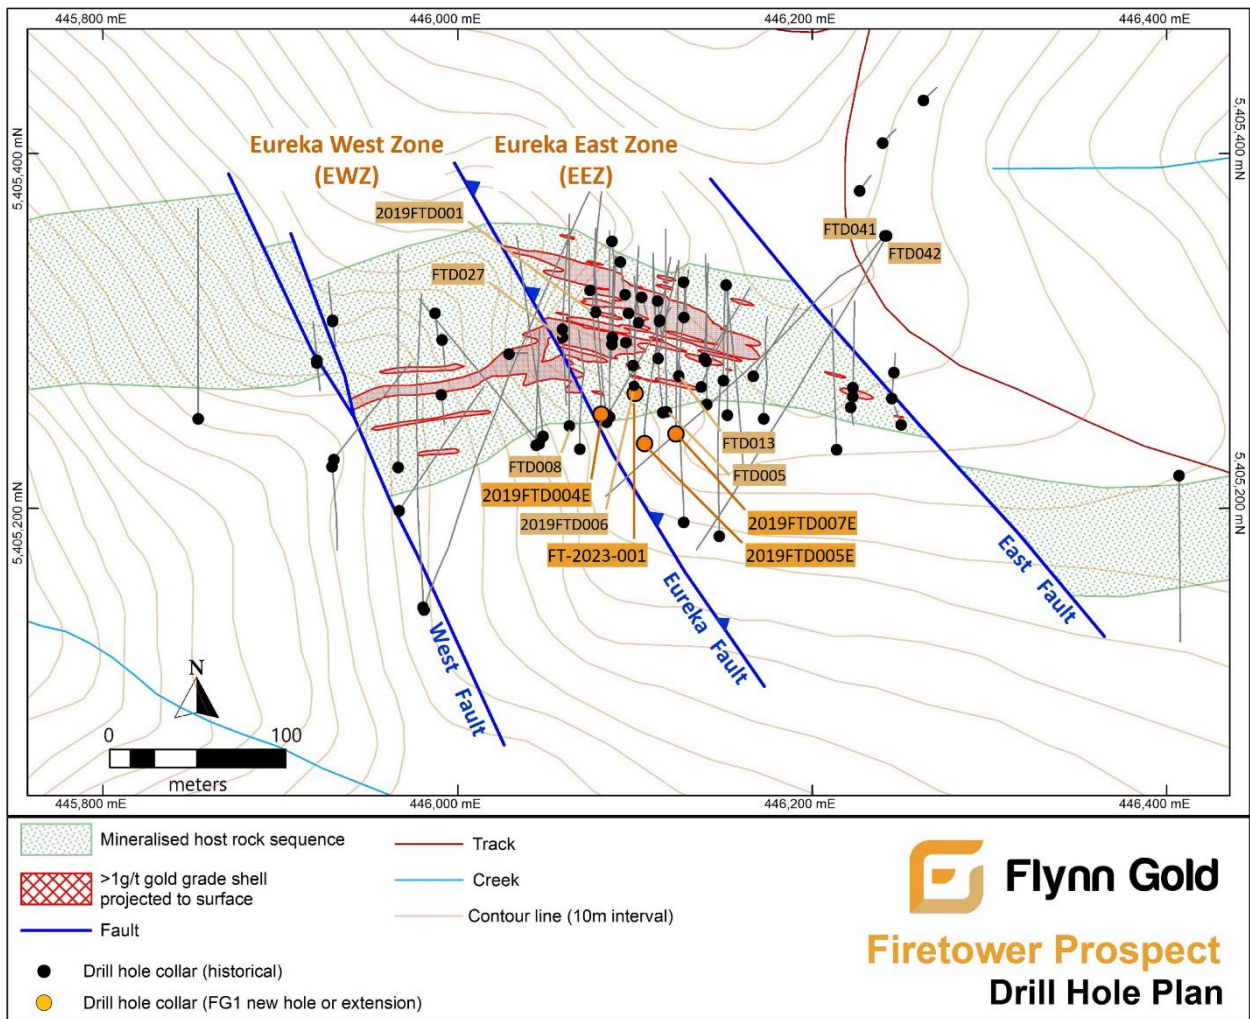 445,800 mE
446,000 mE
446,200 mE
446,400 mE
5,405,400 mN
5,405,400 mN
Eureka West Zone
(EWZ)
Eureka East Zone
(EEZ)
2019FTD001
FTD041
FTD042
FTD027
FTD013
FTD008
FTD005
2019FTD004E
2019FTD006
2019FTD007E
FT-2023-001
2019FTD005E
5,405,200 mN
5,405,200 mN
West Fault
Eureka Fault
East Fault
N
0 100
meters
445,800 mE
446,000 mE
446,200 mE
446,400 mE
Mineralised host rock sequence
>1g/t gold grade shell
projected to surface
Fault
Drill hole collar (historical)
Drill hole collar (FG1 new hole or extension)
Track
Creek
Contour line (10m interval)
Flynn Gold
Firetower Prospect
Drill Hole Plan